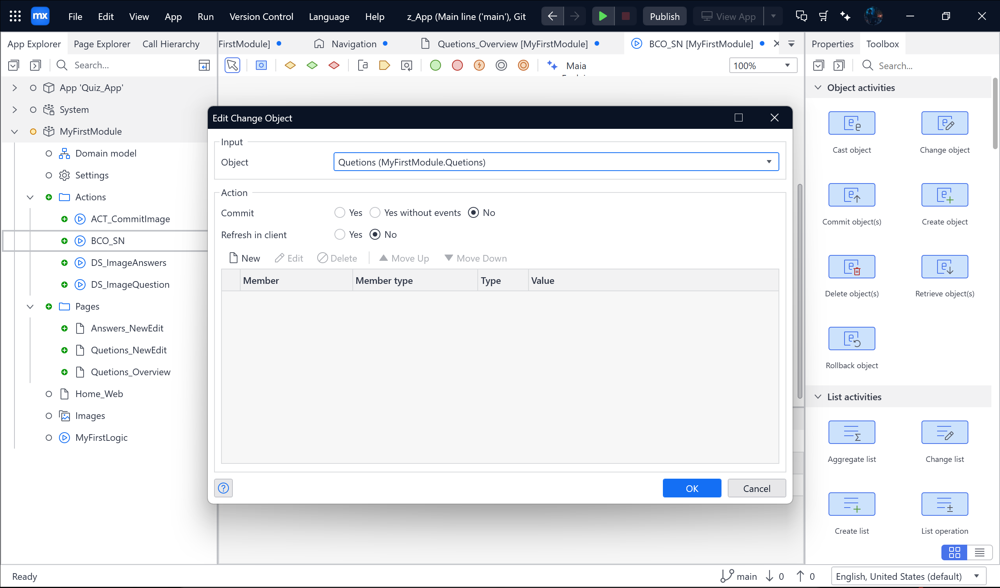 mx File Edit View App Run Version Control Language Help z_App (Main line ('main'), Git Publish View App
App Explorer Page Explorer Call Hierarchy
FirstModule] Navigation Quetions_Overview [MyFirstModule] BCO_SN [MyFirstModule]
Properties Toolbox
Search...
Maia
100%
Search...
App 'Quiz_App'
System
MyFirstModule
Domain model
Settings
Actions
ACT_CommitImage
BCO_SN
DS_ImageAnswers
DS_ImageQuestion
Pages
Answers_NewEdit
Quetions_NewEdit
Quetions_Overview
Home_Web
Images
MyFirstLogic
Edit Change Object
Input
Object Quetions (MyFirstModule.Quetions)
Action
Commit Yes Yes without events No
Refresh in client Yes No
New Edit Delete Move Up Move Down
Member Member type Type Value
OK Cancel
Object activities
Cast object Change object
Commit object(s) Create object
Delete object(s) Retrieve object(s)
Rollback object
List activities
Aggregate list Change list
Create list List operation
Ready main 0 0 English, United States (default)